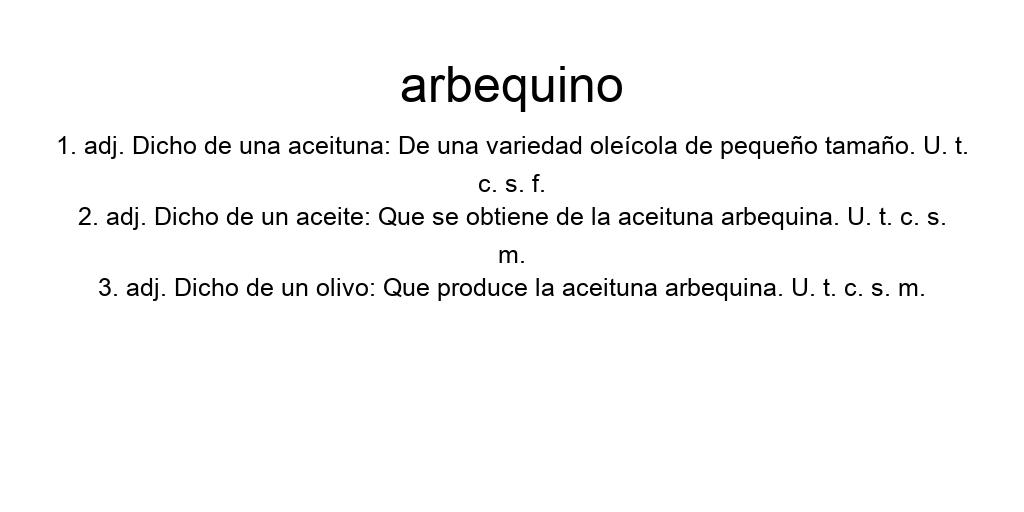 arbequino
1. adj. Dicho de una aceituna: De una variedad oleícola de pequeño tamaño. U. t.
c. s. f.
2. adj. Dicho de un aceite: Que se obtiene de la aceituna arbequina. U. t. c. s.
m.
3. adj. Dicho de un olivo: Que produce la aceituna arbequina. U. t. c. s. m.